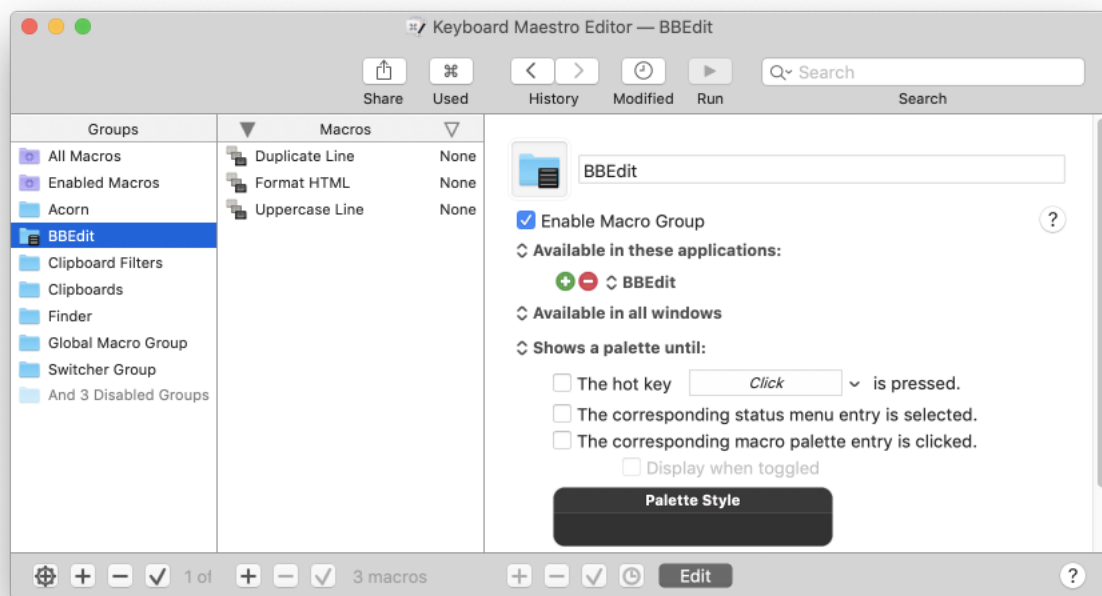 Keyboard Maestro Editor — BBEdit
Share
Used
History
Modified
Run
Search
Search
Groups
All Macros
Enabled Macros
Acorn
BBEdit
Clipboard Filters
Clipboards
Finder
Global Macro Group
Switcher Group
And 3 Disabled Groups
Macros
Duplicate Line None
Format HTML None
Uppercase Line None
BBEdit
Enable Macro Group
?
Available in these applications:
BBEdit
Available in all windows
Shows a palette until:
The hot key Click is pressed.
The corresponding status menu entry is selected.
The corresponding macro palette entry is clicked.
Display when toggled
Palette Style
1 of
3 macros
Edit
?